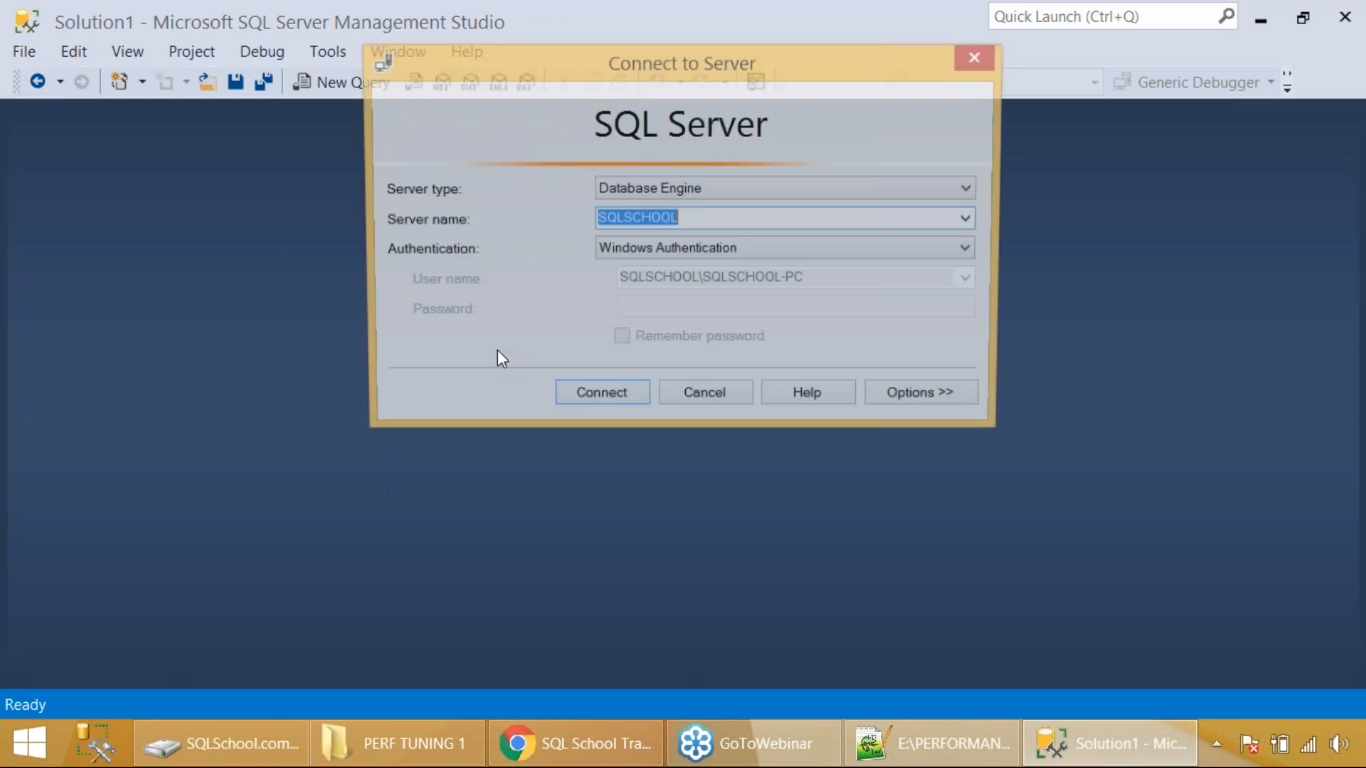 Solution1 - Microsoft SQL Server Management Studio
Quick Launch (Ctrl+Q)
File Edit View Project Debug Tools Window Help
New Query
Generic Debugger
Connect to Server
SQL Server
Server type: Database Engine
Server name: SQLSCHOOL
Authentication: Windows Authentication
User name: SQLSCHOOL\SQLSCHOOL-PC
Password:
Remember password
Connect Cancel Help Options >>
Ready
SQLSchool.com... PERF TUNING 1 SQL School Tra... GoToWebinar E:\PERFORMAN... Solution1 - Mic...